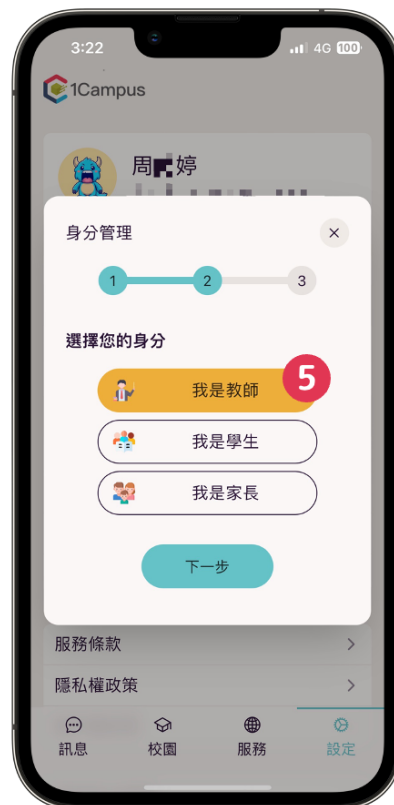 3:22
4G 100
1Campus
周 婷
身分管理
×
1 2 3
選擇您的身分
我是教師
5
我是學生
我是家長
下一步
服務條款
隱私權政策
訊息 校園 服務 設定